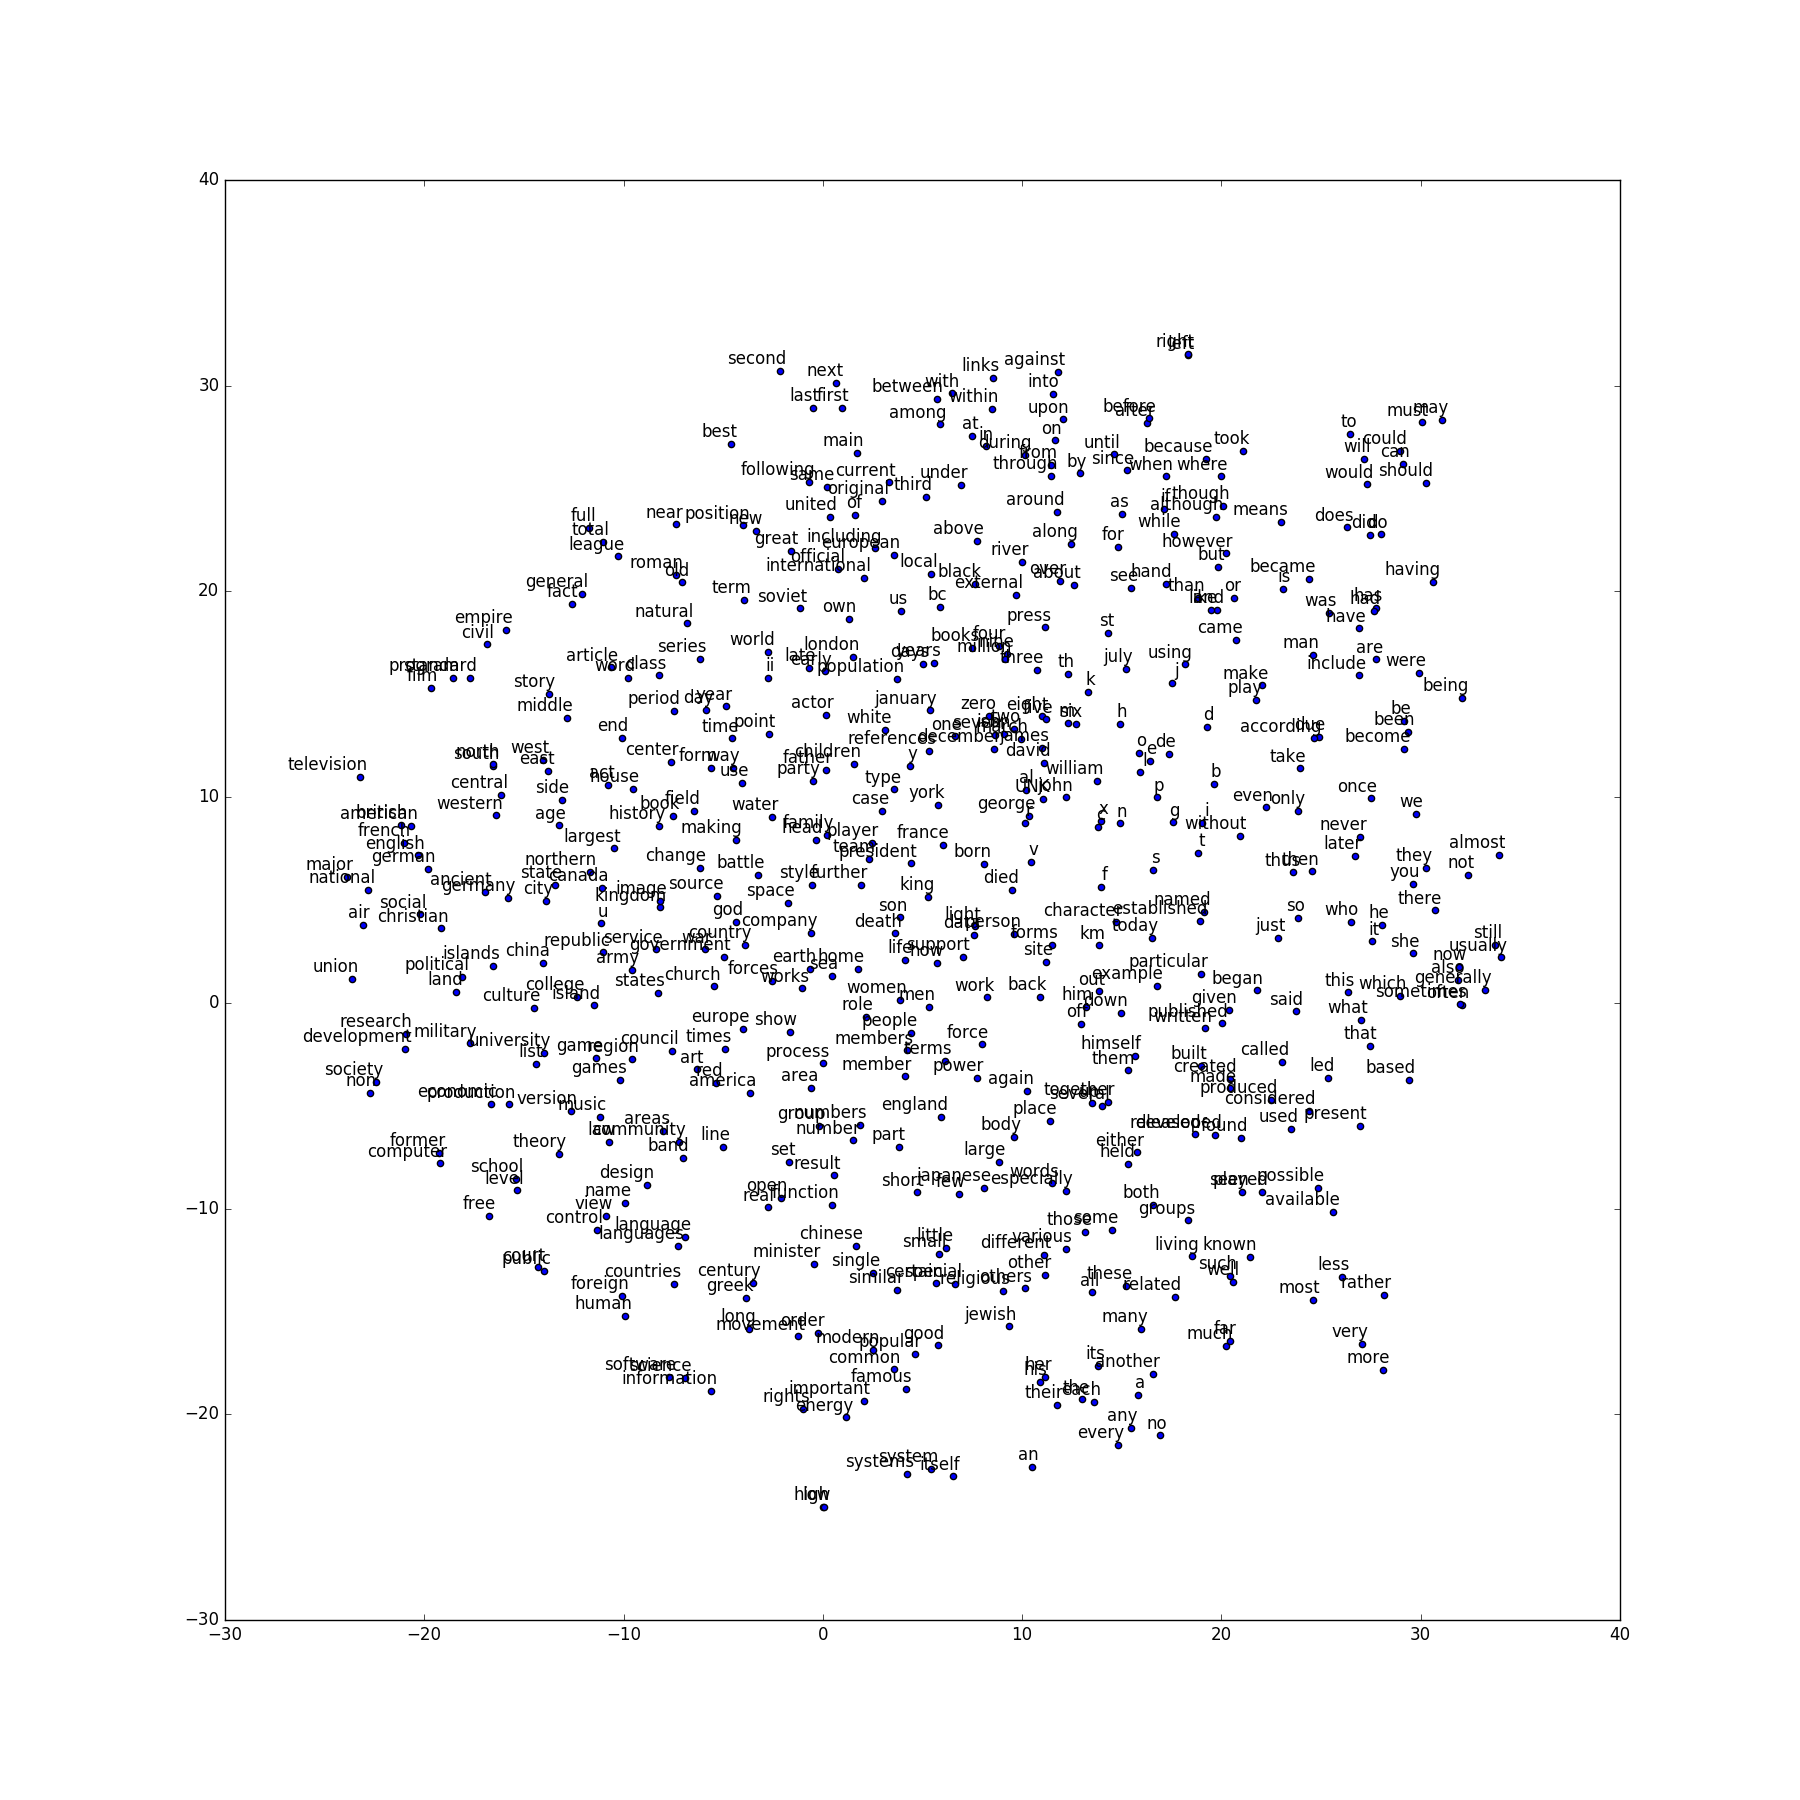 40
right
left
second
next
links
against
between
with
within
into
last
first
among
upon
before
after
to
must
may
30
best
main
at
in
during
on
until
because
took
will
could
can
following
same
current
under
from
through
by
since
when
where
would
should
original
third
united
of
around
as
if
though
although
means
full
total
league
near
position
new
great
including
european
above
along
for
while
however
but
does
did
do
official
international
local
river
roman
old
black
external
over
about
see
hand
than
or
became
is
having
20
general
fact
term
soviet
own
us
bc
like
and
was
had
has
have
empire
civil
natural
series
world
london
books
four
nine
press
st
came
man
are
article
word
class
ii
late
early
population
days
years
million
three
th
july
using
include
were
program
standard
film
story
middle
period
day
year
actor
january
zero
eight
five
k
j
make
play
being
end
time
point
white
references
one
seven
two
december
march
james
m
six
h
d
according
due
be
been
become
north
south
west
east
center
form
way
use
father
children
party
y
david
o
e
de
l
take
television
central
western
side
act
house
book
field
water
type
case
york
al
UNK
john
william
p
b
even
only
once
10
american
british
french
english
german
age
history
largest
making
head
family
player
team
president
france
george
r
x
c
n
g
i
t
without
never
later
we
major
national
ancient
germany
northern
state
canada
city
change
battle
style
further
born
v
s
thus
then
they
you
almost
not
air
social
christian
image
kingdom
source
space
king
died
f
named
u
god
company
son
death
light
data
person
character
established
today
so
who
he
it
there
union
political
land
islands
china
republic
service
army
government
war
country
earth
home
sea
life
how
support
forms
site
km
just
she
still
usually
now
also
generally
0
culture
college
island
states
church
forces
works
women
men
work
back
him
out
down
example
particular
began
this
which
sometimes
often
research
development
military
university
list
game
region
council
europe
times
show
role
people
members
terms
force
off
given
published
written
said
what
that
society
non
games
art
red
america
process
area
member
power
himself
them
built
created
made
produced
called
led
based
economic
production
version
music
areas
group
numbers
england
again
together
several
place
considered
used
present
former
computer
theory
law
community
band
line
number
part
body
either
held
released
developed
found
school
level
design
name
set
result
large
words
especially
japanese
possible
available
free
view
control
open
real
function
short
few
both
groups
−10
court
public
language
languages
chinese
minister
single
little
small
different
various
those
some
living
known
foreign
human
countries
century
greek
similar
certain
special
religious
others
other
all
these
related
such
well
less
most
rather
long
movement
order
modern
popular
good
jewish
many
much
far
very
more
software
science
information
common
famous
her
his
its
another
rights
important
energy
their
the
each
a
−20
any
every
no
systems
system
itself
an
high
low
−30
−30
−20
−10
0
10
20
30
40